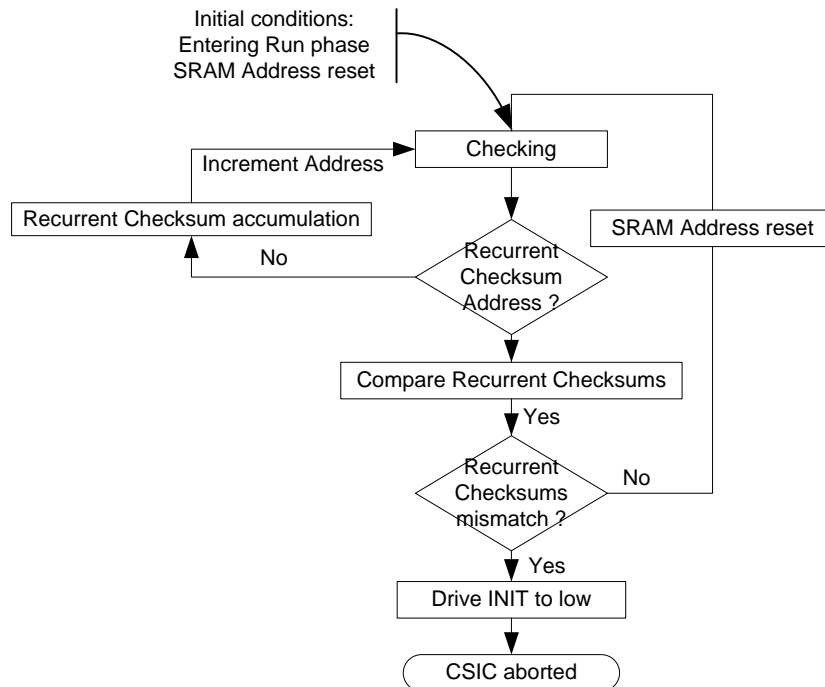 Initial conditions:
Entering Run phase
SRAM Address reset
Checking
Increment Address
Recurrent Checksum accumulation
SRAM Address reset
No
Recurrent
Checksum
Address ?
Compare Recurrent Checksums
Yes
Recurrent
Checksums
mismatch ?
No
Yes
Drive INIT to low
CSIC aborted